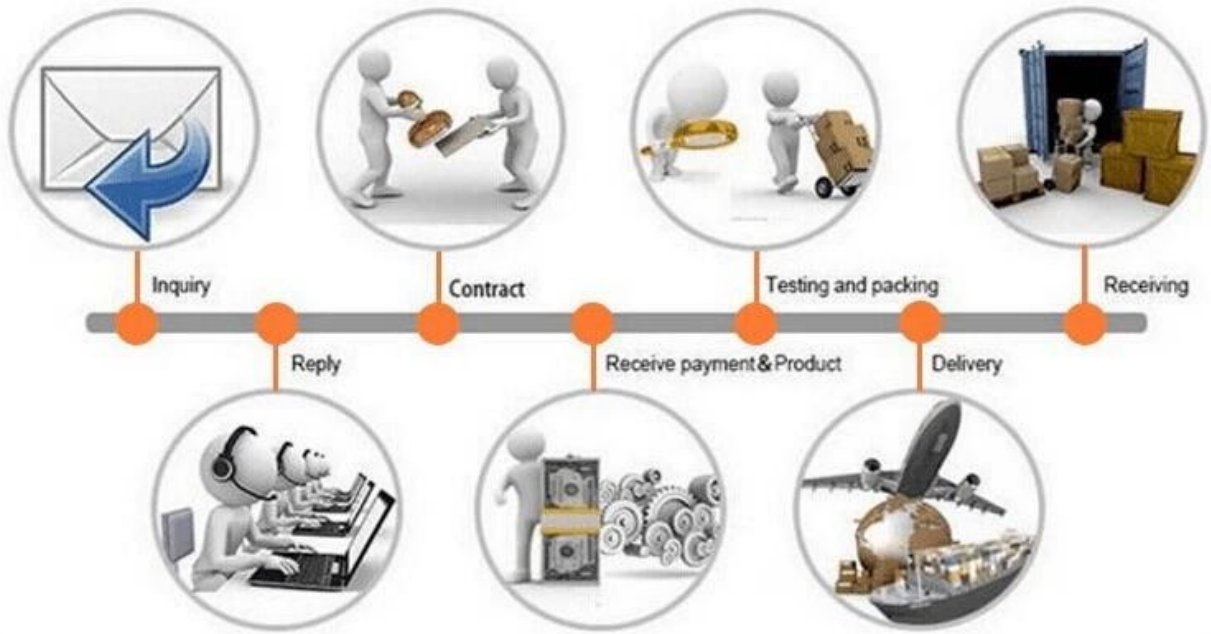 Inquiry
Reply
Contract
Receive payment&Product
Testing and packing
Delivery
Receiving